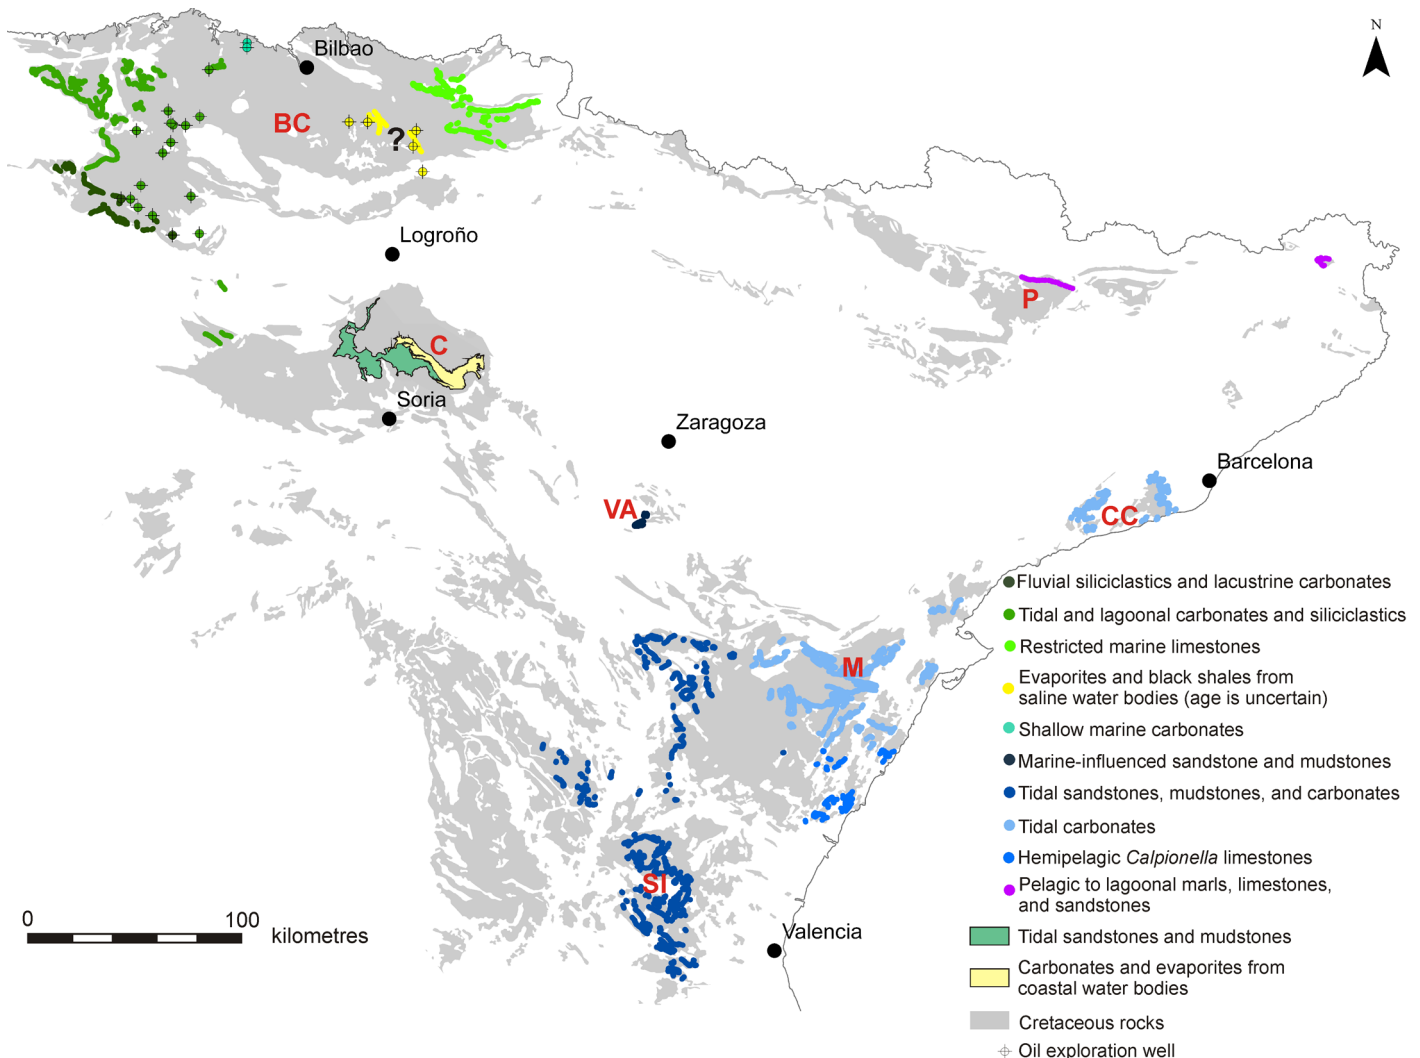 N
Bilbao
BC
?
Logroño
P
C
Soria
Zaragoza
Barcelona
VA
CC
Fluvial siliciclastics and lacustrine carbonates
Tidal and lagoonal carbonates and siliciclastics
Restricted marine limestones
M
Evaporites and black shales from
saline water bodies (age is uncertain)
Shallow marine carbonates
Marine-influenced sandstone and mudstones
Tidal sandstones, mudstones, and carbonates
Tidal carbonates
Hemipelagic Calpionella limestones
SI
Pelagic to lagoonal marls, limestones,
and sandstones
0 100
kilometres
Valencia
Tidal sandstones and mudstones
Carbonates and evaporites from
coastal water bodies
Cretaceous rocks
Oil exploration well